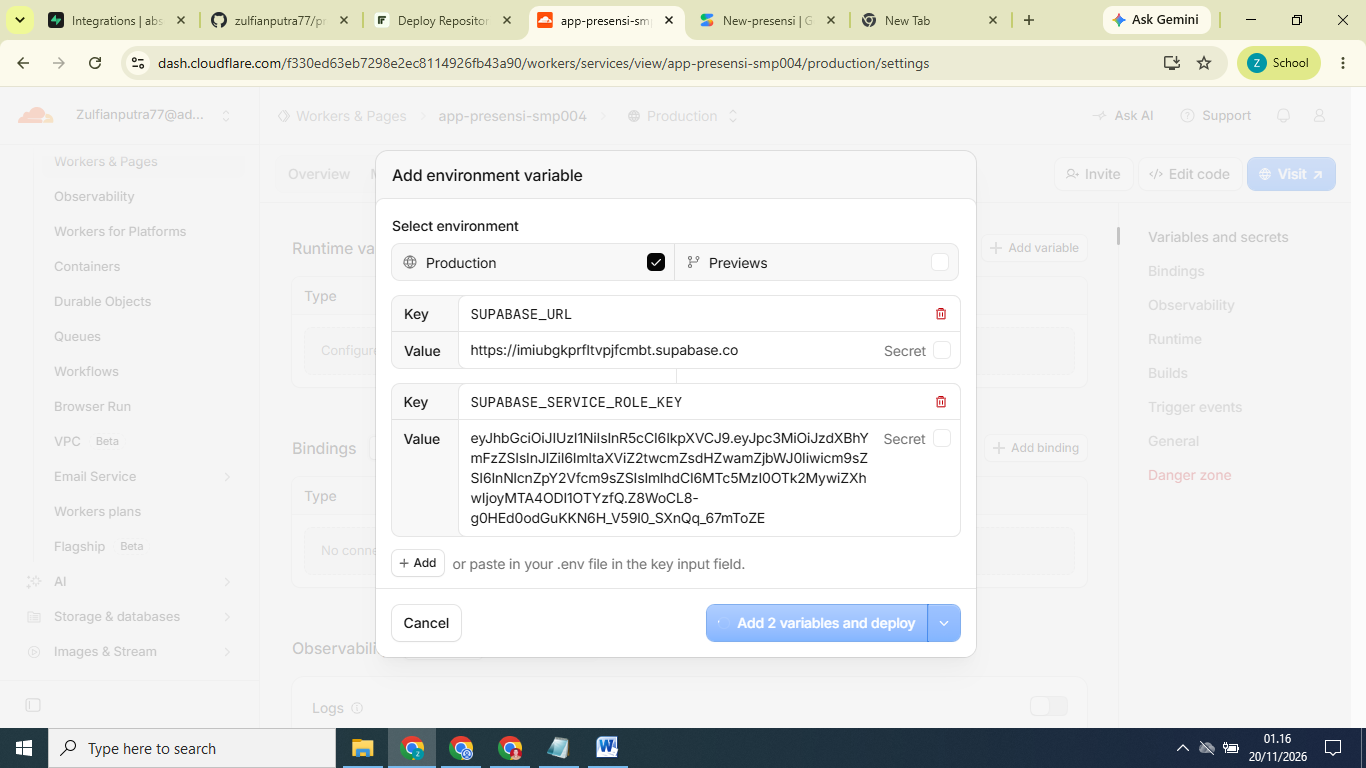 Integrations | abs
zulfianputra77/pr
Deploy Repositor
app-presensi-smp
New-presensi | G
New Tab
Ask Gemini
dash.cloudflare.com/f330ed63eb7298e2ec8114926fb43a90/workers/services/view/app-presensi-smp004/production/settings
Z School
Zulfianputra77@ad...
Workers & Pages
app-presensi-smp004
Production
Ask AI
Support
Workers & Pages
Observability
Workers for Platforms
Containers
Durable Objects
Queues
Workflows
Browser Run
VPC Beta
Email Service
Workers plans
Flagship Beta
AI
Storage & databases
Images & Stream
Overview
Invite
Edit code
Visit
Runtime va
Add variable
Type
Configure
Bindings
Add binding
Type
No conne
Observabili
Logs
Variables and secrets
Bindings
Observability
Runtime
Builds
Trigger events
General
Danger zone
Add environment variable
Select environment
Production
Previews
Key SUPABASE_URL
Value https://imiubgkprfltvpjfcmbt.supabase.co Secret
Key SUPABASE_SERVICE_ROLE_KEY
Value eyJhbGciOiJIUzI1NiIsInR5cCI6IkpXVCJ9.eyJpc3MiOiJzdXBhY Secret
mFzZSIsInJlZiI6ImltaXViZ2twcmZsdHZwamZjbWJ0Iiwicm9sZ
SI6InNlcnZpY2Vfcm9sZSIsImlhdCI6MTc5MzI0OTk2MywiZXh
wIjoyMTA4ODI1OTYzfQ.Z8WoCL8-
g0HEd0odGuKKN6H_V59I0_SXnQq_67mToZE
+ Add or paste in your .env file in the key input field.
Cancel
Add 2 variables and deploy
Type here to search
01.16
20/11/2026